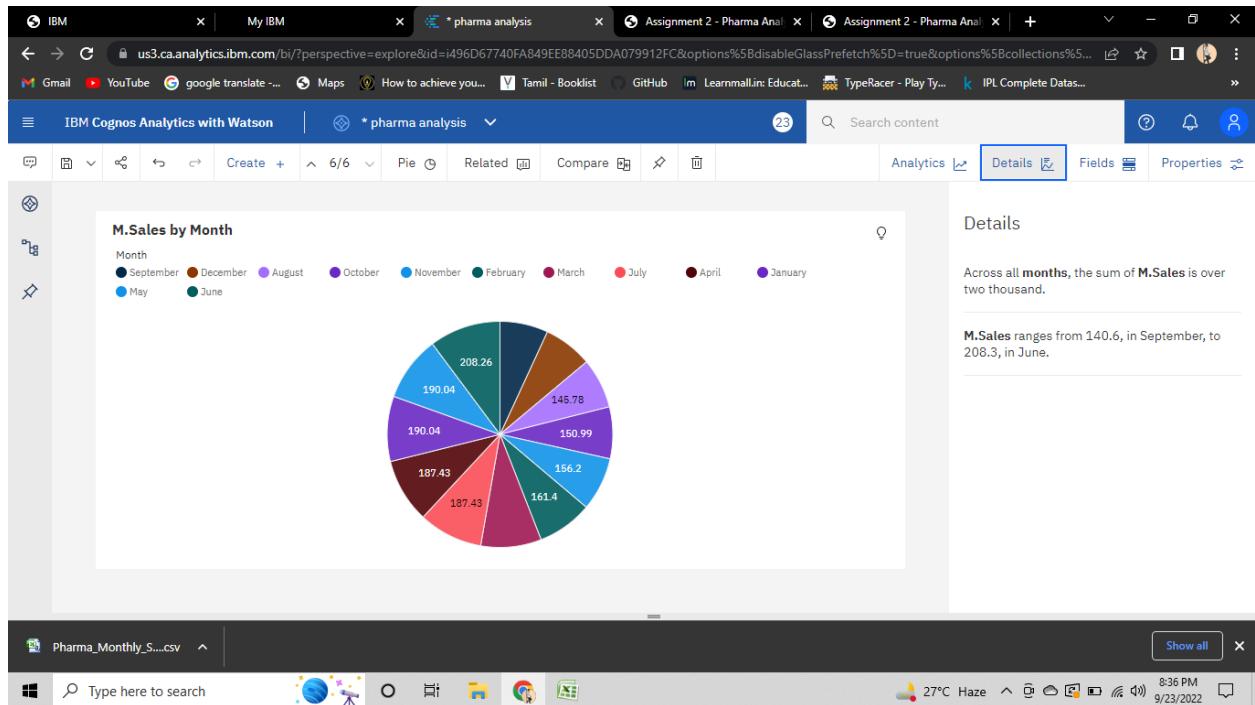 IBM
My IBM
* pharma analysis
Assignment 2 - Pharma Anal
Assignment 2 - Pharma Anal
us3.ca.analytics.ibm.com/bi/?perspective=explore&id=i496D67740FA849EE88405DDA079912FC&options%5BdisableGlassPrefetch%5D=true&options%5Bcollections%5...
Gmail
YouTube
google translate -...
Maps
How to achieve you...
Tamil - Booklist
GitHub
Learnmall.in: Educat...
TypeRacer - Play Ty...
IPL Complete Datas...
»
IBM Cognos Analytics with Watson
* pharma analysis
23
Search content
Create +
6/6
Pie
Related
Compare
Analytics
Details
Fields
Properties
M.Sales by Month
Month
September December August October November February March July April January
May June
208.26
190.04
146.78
190.04
150.99
187.43
156.2
187.43
161.4
Details
Across all months, the sum of M.Sales is over
two thousand.
M.Sales ranges from 140.6, in September, to
208.3, in June.
Pharma_Monthly_S....csv
Show all
Type here to search
27°C Haze
8:36 PM
9/23/2022